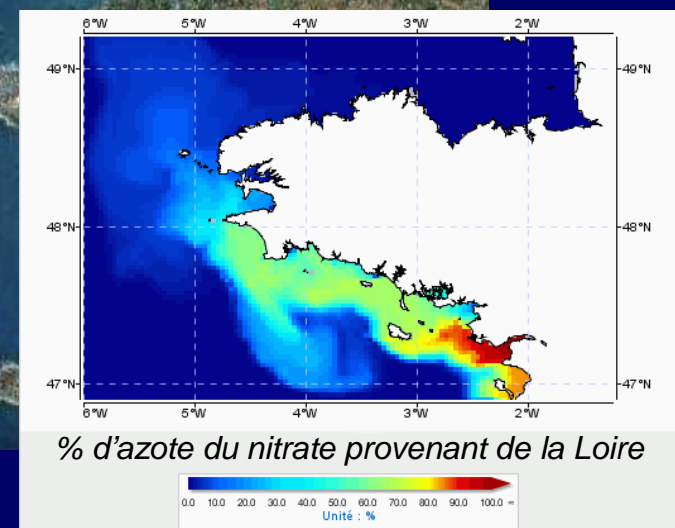 6°W 5°W 4°W 3°W 2°W
49°N 49°N
48°N 48°N
47°N 47°N
6°W 5°W 4°W 3°W 2°W
% d'azote du nitrate provenant de la Loire
0.0 10.0 20.0 30.0 40.0 50.0 60.0 70.0 80.0 90.0 100.0 ∞
Unité : %